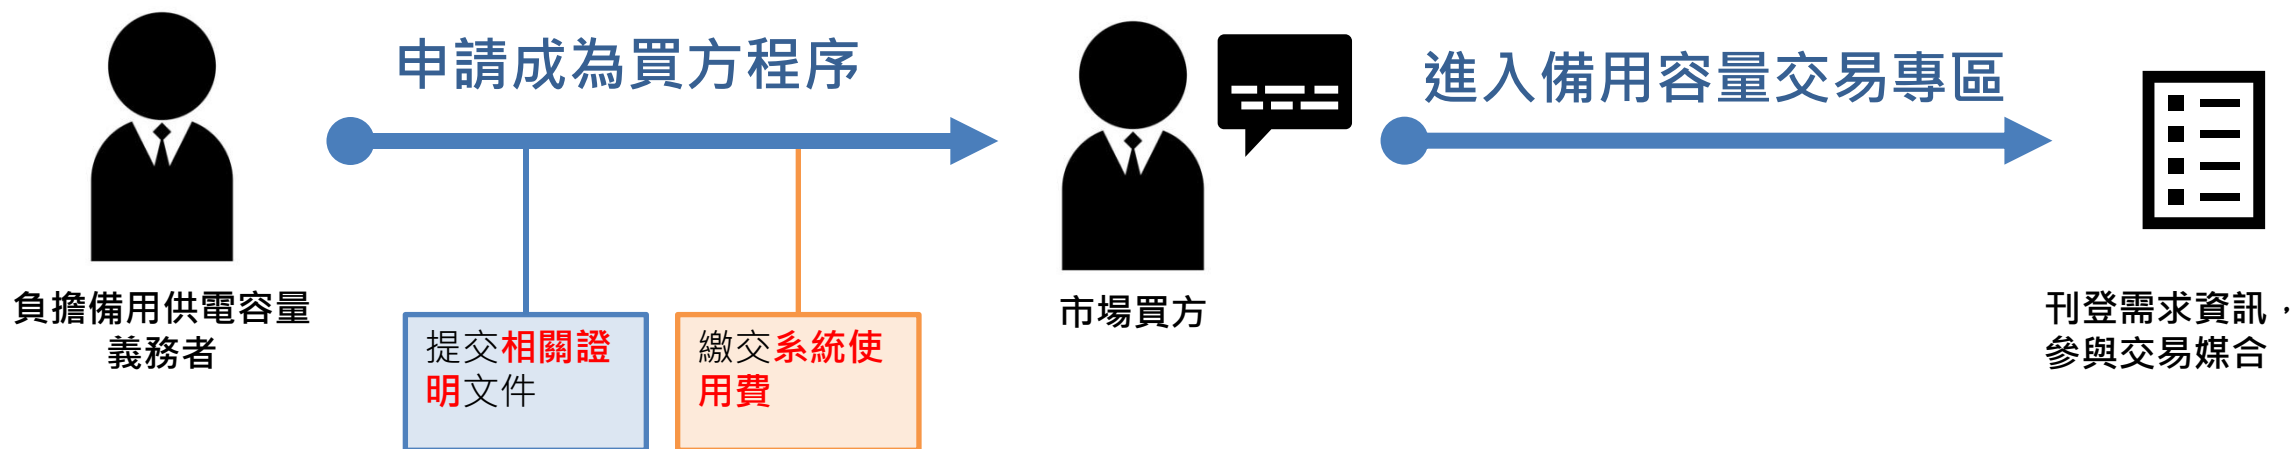 申請成為買方程序
進入備用容量交易專區
負擔備用供電容量
義務者
提交相關證
明文件
繳交系統使
用費
市場買方
刊登需求資訊，
參與交易媒合